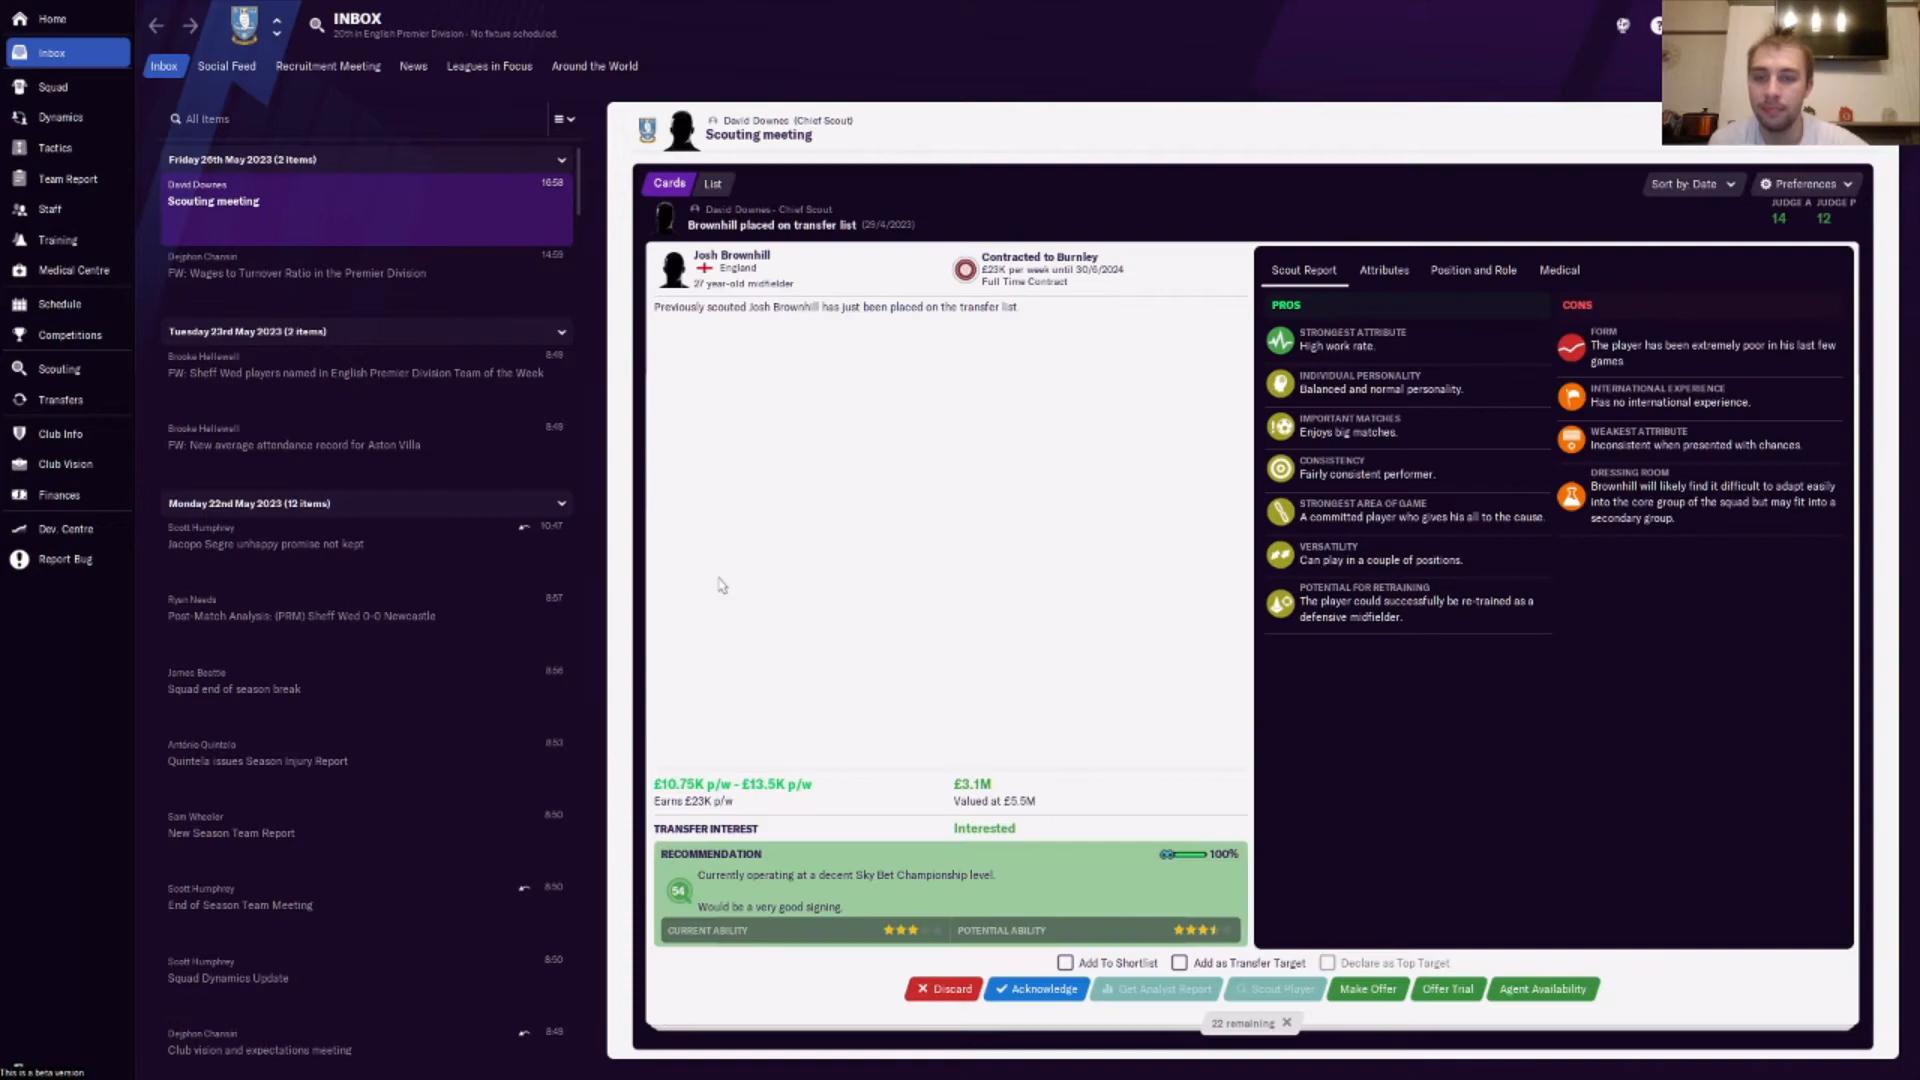 Home
Inbox
Squad
Dynamics
Tactics
Team Report
Staff
Training
Medical Centre
Schedule
Competitions
Scouting
Transfers
Club Info
Club Vision
Finances
Dev. Centre
Report Bug
This is a beta version
INBOX
20th in English Premier Division - No fixture scheduled.
Inbox Social Feed Recruitment Meeting News Leagues in Focus Around the World
All Items
Friday 26th May 2023 (2 items)
David Downes 16:58
Scouting meeting
Dejphon Chansiri 14:59
FW: Wages to Turnover Ratio in the Premier Division
Tuesday 23rd May 2023 (2 items)
Brooke Hellewell 8:49
FW: Sheff Wed players named in English Premier Division Team of the Week
Brooke Hellewell 8:49
FW: New average attendance record for Aston Villa
Monday 22nd May 2023 (12 items)
Scott Humphrey 10:47
Jacopo Segre unhappy promise not kept
Ryan Needs 8:57
Post-Match Analysis: (PRM) Sheff Wed 0-0 Newcastle
James Beattie 8:56
Squad end of season break
António Quintela 8:53
Quintela issues Season Injury Report
Sam Wheeler 8:50
New Season Team Report
Scott Humphrey 8:50
End of Season Team Meeting
Scott Humphrey 8:50
Squad Dynamics Update
Dejphon Chansiri 8:49
Club vision and expectations meeting
David Downes (Chief Scout)
Scouting meeting
Cards List Sort by: Date Preferences
David Downes - Chief Scout
Brownhill placed on transfer list (29/4/2023)
JUDGE A JUDGE P
14 12
Josh Brownhill
England
27 year-old midfielder
Contracted to Burnley
£23K per week until 30/6/2024
Full Time Contract
Previously scouted Josh Brownhill has just been placed on the transfer list.
£10.75K p/w - £13.5K p/w £3.1M
Earns £23K p/w Valued at £5.5M
TRANSFER INTEREST Interested
RECOMMENDATION 100%
54
Currently operating at a decent Sky Bet Championship level.
Would be a very good signing.
CURRENT ABILITY POTENTIAL ABILITY
Scout Report Attributes Position and Role Medical
PROS
STRONGEST ATTRIBUTE
High work rate.
INDIVIDUAL PERSONALITY
Balanced and normal personality.
IMPORTANT MATCHES
Enjoys big matches.
CONSISTENCY
Fairly consistent performer.
STRONGEST AREA OF GAME
A committed player who gives his all to the cause.
VERSATILITY
Can play in a couple of positions.
POTENTIAL FOR RETRAINING
The player could successfully be re-trained as a
defensive midfielder.
CONS
FORM
The player has been extremely poor in his last few
games.
INTERNATIONAL EXPERIENCE
Has no international experience.
WEAKEST ATTRIBUTE
Inconsistent when presented with chances.
DRESSING ROOM
Brownhill will likely find it difficult to adapt easily
into the core group of the squad but may fit into a
secondary group.
Add To Shortlist Add as Transfer Target Declare as Top Target
Discard Acknowledge Get Analyst Report Scout Player Make Offer Offer Trial Agent Availability
22 remaining